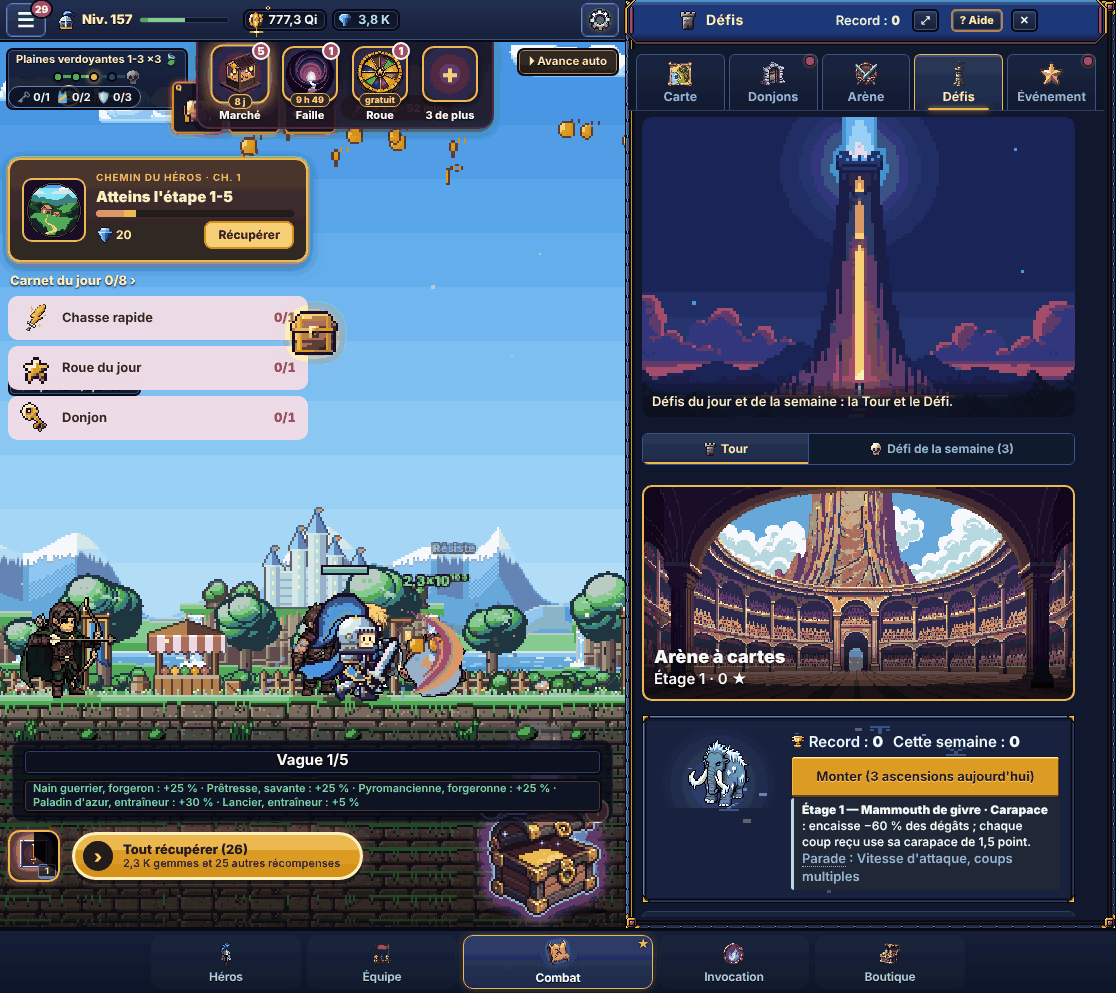 29
Niv. 157
777,3 Qi
3,8 K
Plaines verdoyantes 1-3 ×3
0/1 0/2 0/3
5
8 j
Marché
1
9 h 49
Faille
1
gratuit
Roue
3 de plus
Avance auto
CHEMIN DU HÉROS · CH. 1
Atteins l'étape 1-5
20
Récupérer
Carnet du jour 0/8 ›
Chasse rapide 0/1
Roue du jour 0/1
Donjon 0/1
Résiste
2,3×10¹⁰³
Vague 1/5
Nain guerrier, forgeron : +25 % · Prêtresse, savante : +25 % · Pyromancienne, forgeronne : +25 % ·
Paladin d'azur, entraîneur : +30 % · Lancier, entraîneur : +5 %
1
Tout récupérer (26)
2,3 K gemmes et 25 autres récompenses
Défis
Record : 0
? Aide
Carte
Donjons
Arène
Défis
Événement
Défis du jour et de la semaine : la Tour et le Défi.
Tour
Défi de la semaine (3)
Arène à cartes
Étage 1 · 0 ★
Record : 0 Cette semaine : 0
Monter (3 ascensions aujourd'hui)
Étage 1 — Mammouth de givre · Carapace
: encaisse −60 % des dégâts ; chaque
coup reçu use sa carapace de 1,5 point.
Parade : Vitesse d'attaque, coups
multiples
Héros
Équipe
Combat
Invocation
Boutique